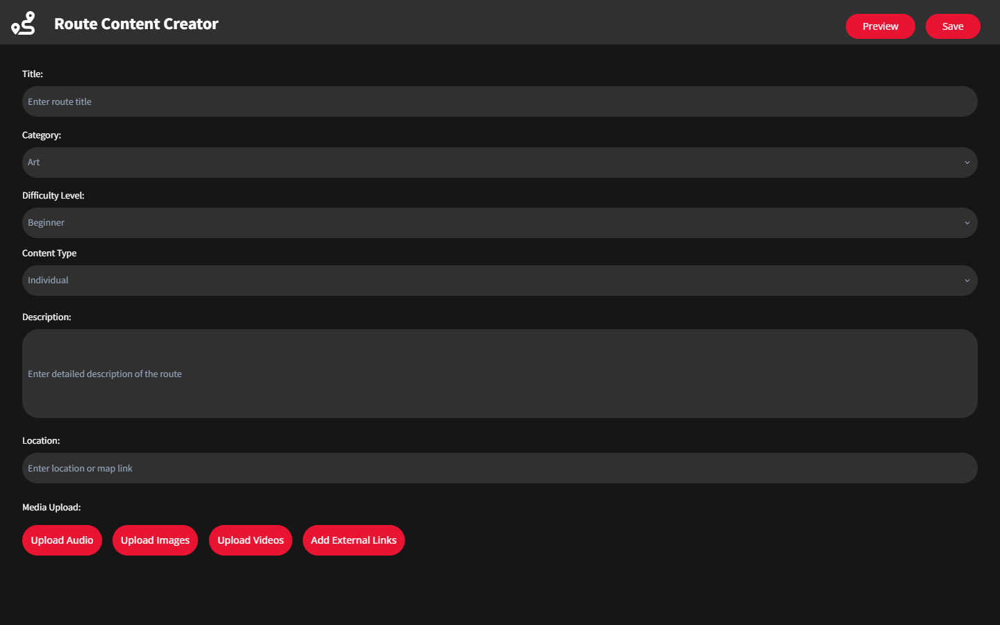 Route Content Creator
Preview
Save
Title:
Enter route title
Category:
Art
Difficulty Level:
Beginner
Content Type
Individual
Description:
Enter detailed description of the route
Location:
Enter location or map link
Media Upload:
Upload Audio
Upload Images
Upload Videos
Add External Links